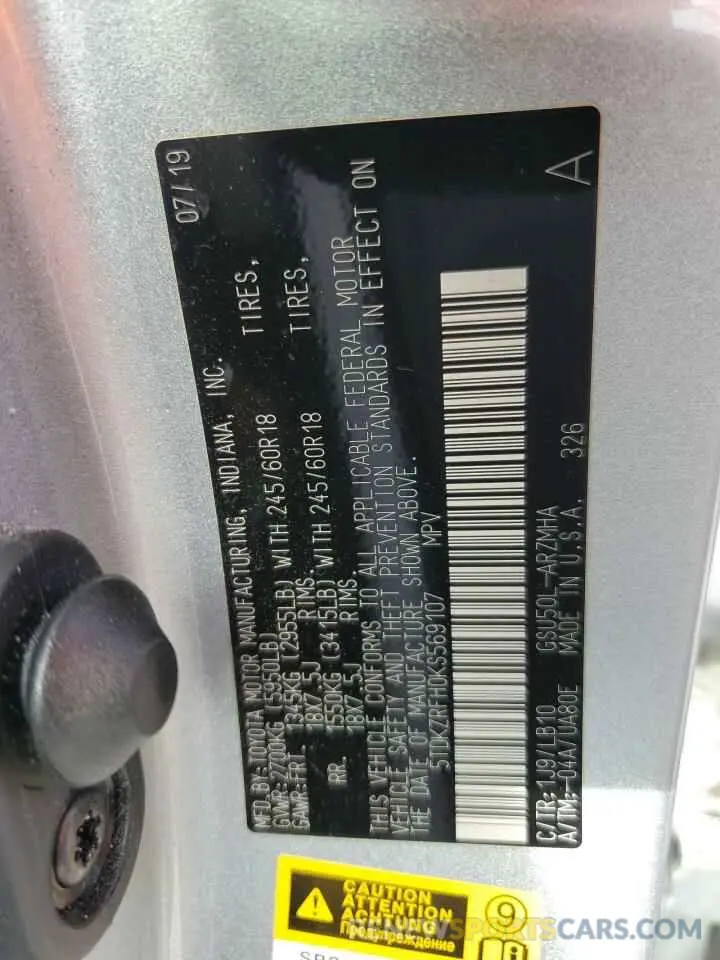 MFD. BY: TOYOTA MOTOR MANUFACTURING, INDIANA, INC. 07/19
GVWR: 2700KG (5950LB)
GAWR: FR. 1345KG (2955LB) WITH 245/60R18 TIRES,
18X7.5J RIMS.
RR. 1550KG (3415LB) WITH 245/60R18 TIRES,
18X7.5J RIMS.
THIS VEHICLE CONFORMS TO ALL APPLICABLE FEDERAL MOTOR
VEHICLE SAFETY AND THEFT PREVENTION STANDARDS IN EFFECT ON
THE DATE OF MANUFACTURE SHOWN ABOVE.
5TDKZRFH0KS569107 MPV
C/TR: 1J9/LB10 GSU50L-ARZMHA
A/TM: -04A/UA80E MADE IN U.S.A. 326 A
CAUTION
ATTENTION
ACHTUNG
Предупреждение
9
SPORTSCARS.COM